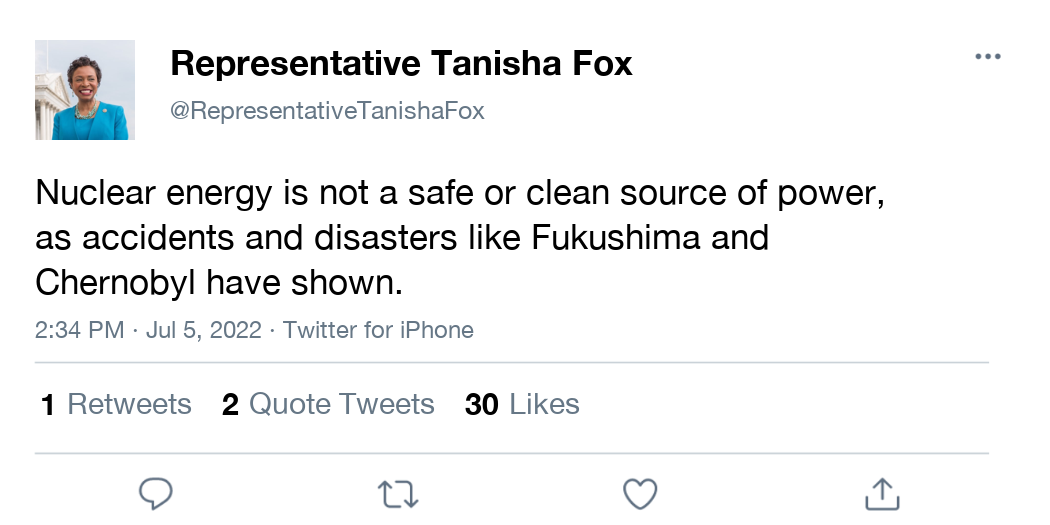 Representative Tanisha Fox
@RepresentativeTanishaFox
Nuclear energy is not a safe or clean source of power,
as accidents and disasters like Fukushima and
Chernobyl have shown.
2:34 PM · Jul 5, 2022 · Twitter for iPhone
1 Retweets 2 Quote Tweets 30 Likes